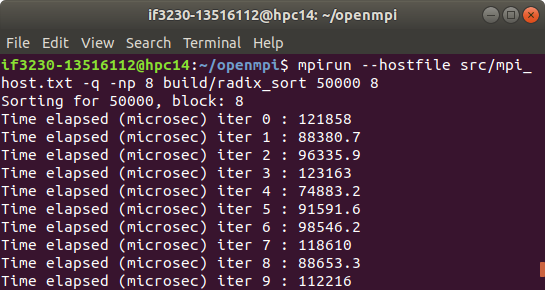 if3230-13516112@hpc14: ~/openmpi
File Edit View Search Terminal Help
if3230-13516112@hpc14:~/openmpi$ mpirun --hostfile src/mpi_
host.txt -q -np 8 build/radix_sort 50000 8
Sorting for 50000, block: 8
Time elapsed (microsec) iter 0 : 121858
Time elapsed (microsec) iter 1 : 88380.7
Time elapsed (microsec) iter 2 : 96335.9
Time elapsed (microsec) iter 3 : 123163
Time elapsed (microsec) iter 4 : 74883.2
Time elapsed (microsec) iter 5 : 91591.6
Time elapsed (microsec) iter 6 : 98546.2
Time elapsed (microsec) iter 7 : 118610
Time elapsed (microsec) iter 8 : 88653.3
Time elapsed (microsec) iter 9 : 112216